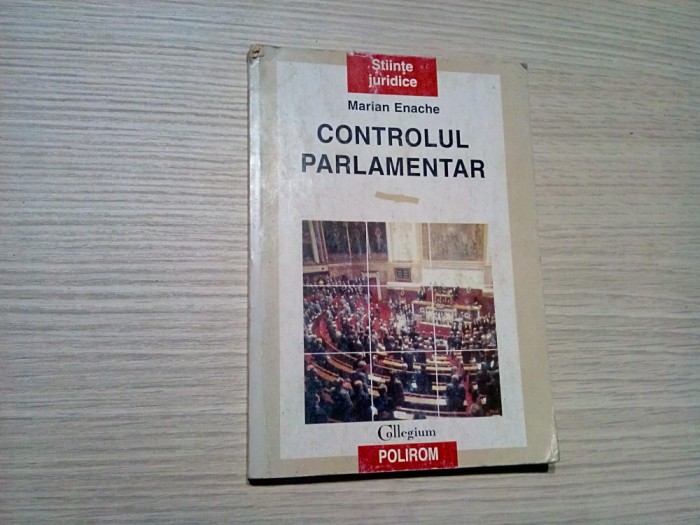 Științe
juridice
Marian Enache
CONTROLUL
PARLAMENTAR
Collegium
POLIROM